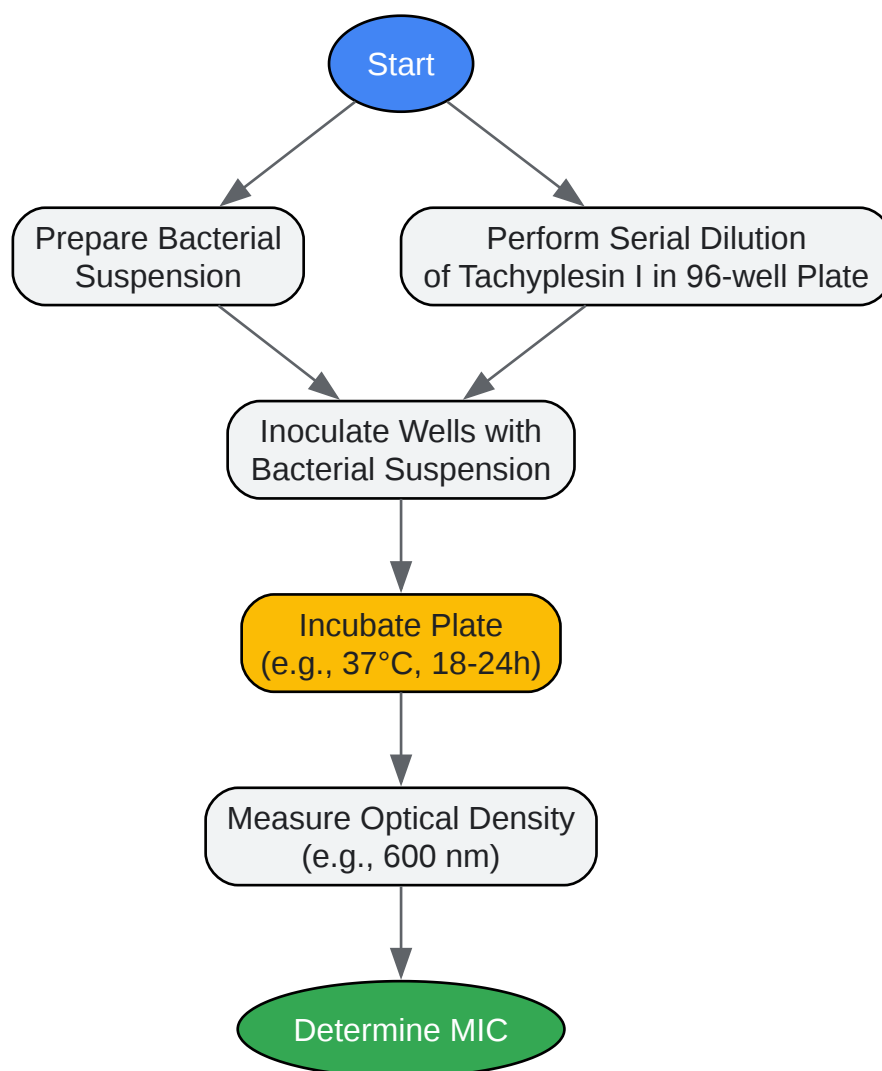 Start
Prepare Bacterial
Suspension
Perform Serial Dilution
of Tachyplesin I in 96-well Plate
Inoculate Wells with
Bacterial Suspension
Incubate Plate
(e.g., 37°C, 18-24h)
Measure Optical Density
(e.g., 600 nm)
Determine MIC